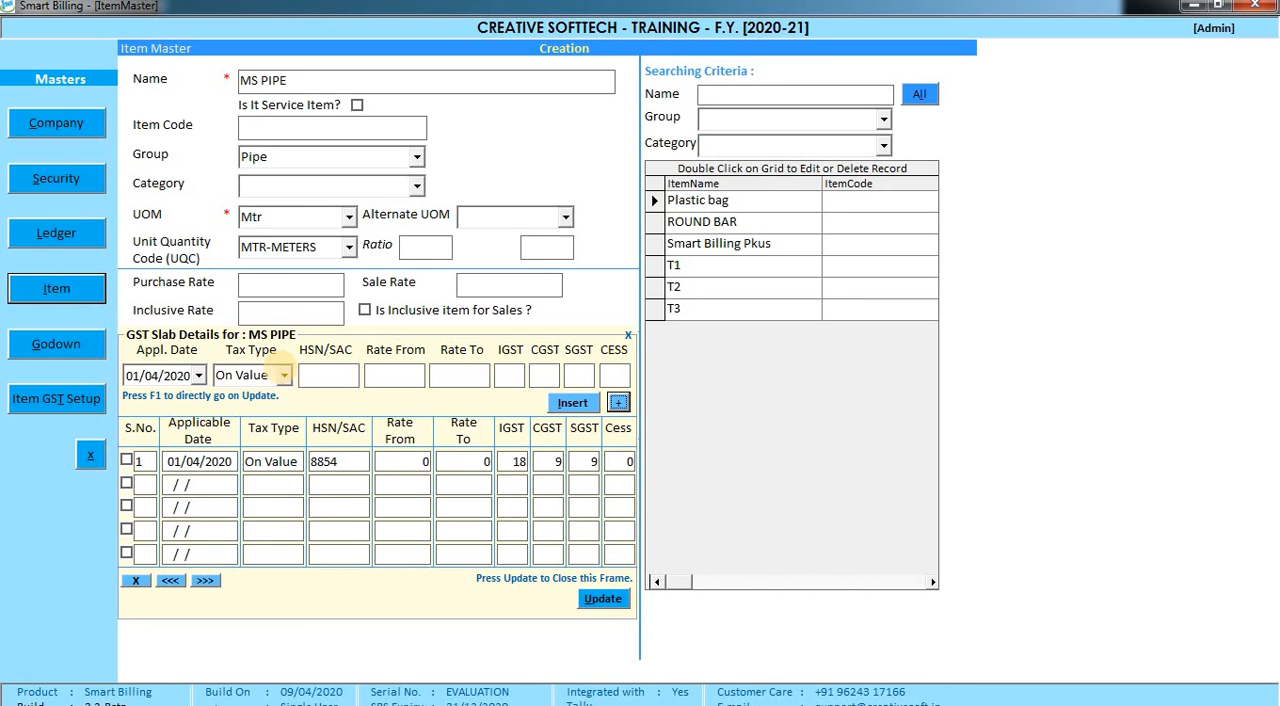 Smart Billing - [ItemMaster]
CREATIVE SOFTTECH - TRAINING - F.Y. [2020-21]
[Admin]
Masters
Company
Security
Ledger
Item
Godown
Item GST Setup
x
Item Master
Creation
Name * MS PIPE
Is It Service Item?
Item Code
Group Pipe
Category
UOM * Mtr Alternate UOM
Unit Quantity Code (UQC) MTR-METERS Ratio
Purchase Rate Sale Rate
Inclusive Rate Is Inclusive item for Sales ?
GST Slab Details for : MS PIPE x
Appl. Date Tax Type HSN/SAC Rate From Rate To IGST CGST SGST CESS
01/04/2020 On Value
Press F1 to directly go on Update.
Insert +
S.No. Applicable Date Tax Type HSN/SAC Rate From Rate To IGST CGST SGST Cess
1 01/04/2020 On Value 8854 0 0 18 9 9 0
/ /
/ /
/ /
/ /
X <<< >>>
Press Update to Close this Frame.
Update
Searching Criteria :
Name All
Group
Category
Double Click on Grid to Edit or Delete Record
ItemName ItemCode
Plastic bag
ROUND BAR
Smart Billing Pkus
T1
T2
T3
Product : Smart Billing Build On : 09/04/2020 Serial No. : EVALUATION Integrated with : Yes Customer Care : +91 96243 17166